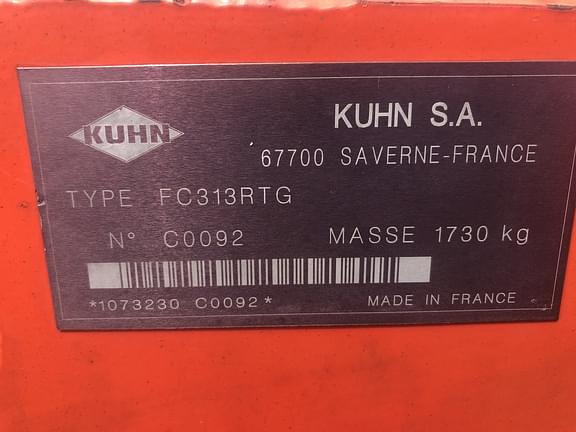 KUHN
KUHN S.A.
67700 SAVERNE-FRANCE
TYPE FC313RTG
N° C0092 MASSE 1730 kg
*1073230 C0092*
MADE IN FRANCE